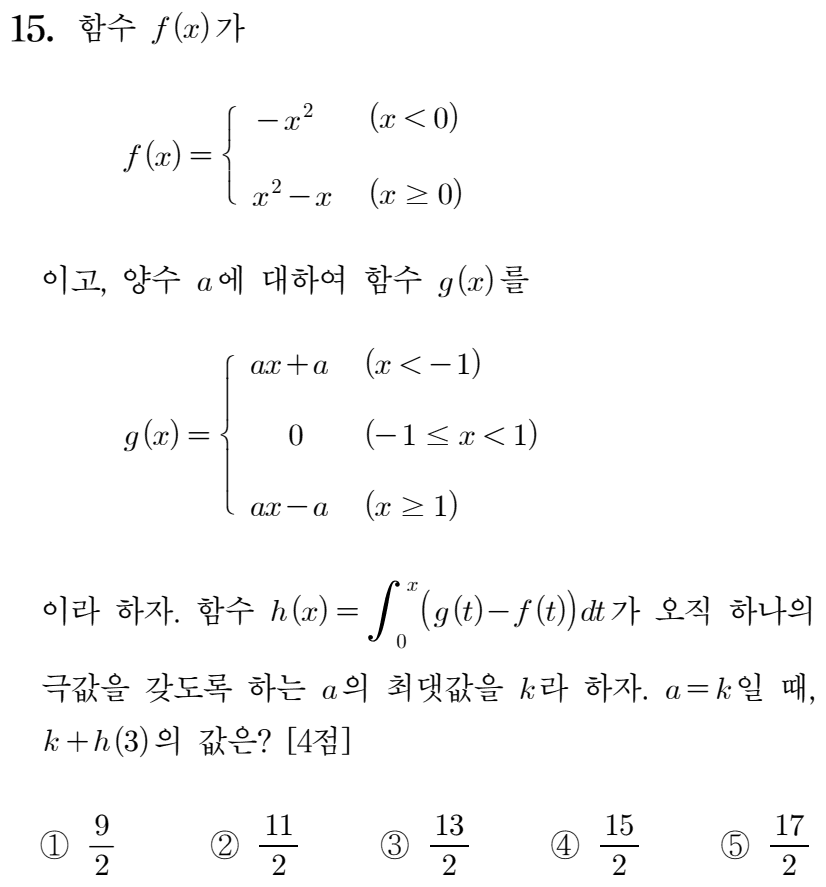 15. 함수 f(x)가
f(x) = { -x² (x < 0)
x² - x (x ≥ 0)
이고, 양수 a에 대하여 함수 g(x)를
g(x) = { ax + a (x < -1)
0 (-1 ≤ x < 1)
ax - a (x ≥ 1)
이라 하자. 함수 h(x) = ∫₀ˣ (g(t) - f(t))dt가 오직 하나의
극값을 갖도록 하는 a의 최댓값을 k라 하자. a = k일 때,
k + h(3)의 값은? [4점]
① 9/2 ② 11/2 ③ 13/2 ④ 15/2 ⑤ 17/2